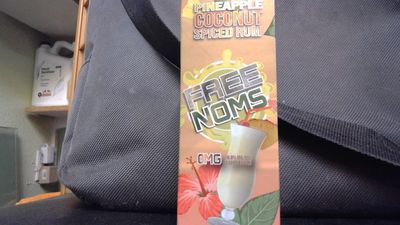 PINEAPPLE
COCONUT
SPICED RUM
FREE
NOMS
0MG